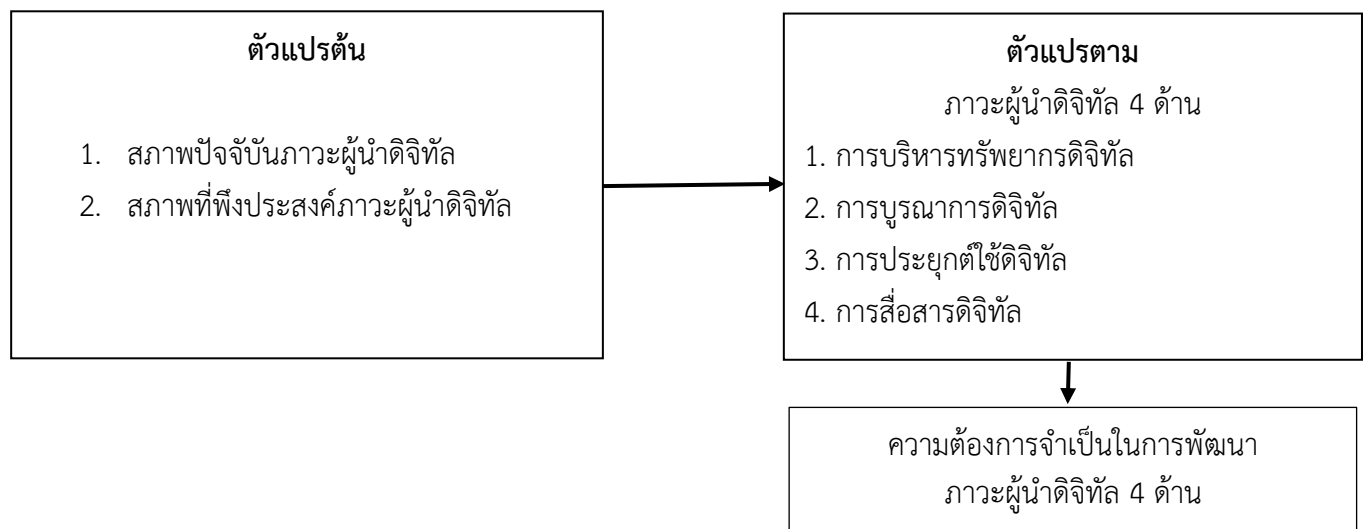 ตัวแปรต้น
1. สภาพปัจจุบันภาวะผู้นำดิจิทัล
2. สภาพที่พึงประสงค์ภาวะผู้นำดิจิทัล
ตัวแปรตาม
ภาวะผู้นำดิจิทัล 4 ด้าน
1. การบริหารทรัพยากรดิจิทัล
2. การบูรณาการดิจิทัล
3. การประยุกต์ใช้ดิจิทัล
4. การสื่อสารดิจิทัล
ความต้องการจำเป็นในการพัฒนา
ภาวะผู้นำดิจิทัล 4 ด้าน